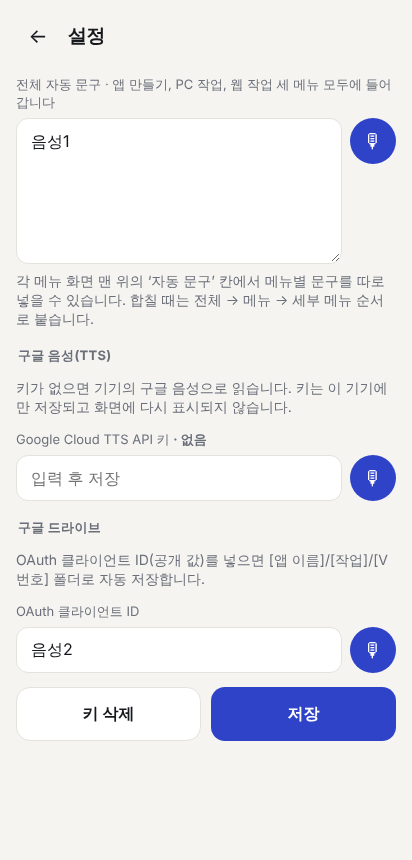 ← 설정
전체 자동 문구 · 앱 만들기, PC 작업, 웹 작업 세 메뉴 모두에 들어
갑니다
음성1
각 메뉴 화면 맨 위의 ‘자동 문구’ 칸에서 메뉴별 문구를 따로
넣을 수 있습니다. 합칠 때는 전체 → 메뉴 → 세부 메뉴 순서
로 붙습니다.
구글 음성(TTS)
키가 없으면 기기의 구글 음성으로 읽습니다. 키는 이 기기에
만 저장되고 화면에 다시 표시되지 않습니다.
Google Cloud TTS API 키 · 없음
입력 후 저장
구글 드라이브
OAuth 클라이언트 ID(공개 값)를 넣으면 [앱 이름]/[작업]/[V
번호] 폴더로 자동 저장합니다.
OAuth 클라이언트 ID
음성2
키 삭제
저장